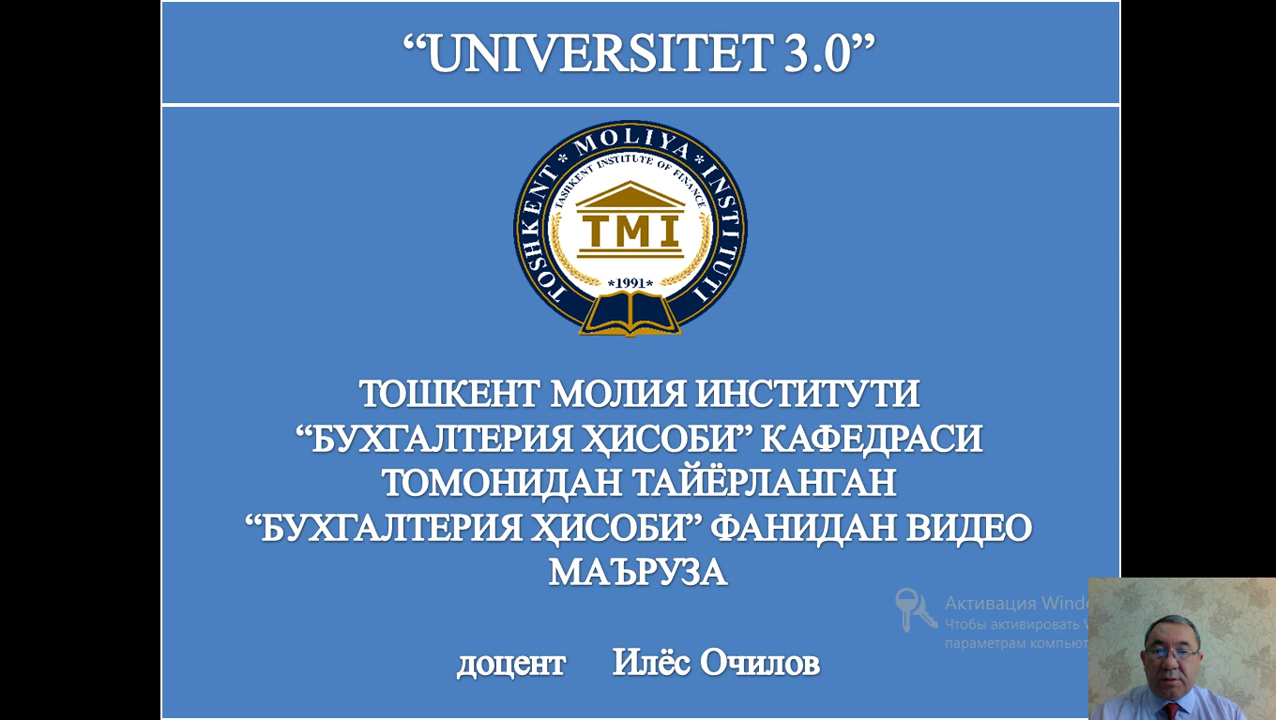 “UNIVERSITET 3.0”
TOSHKENT * MOLIYA * INSTITUTI
TASHKENT INSTITUTE OF FINANCE
TMI
*1991*
ТОШКЕНТ МОЛИЯ ИНСТИТУТИ
“БУХГАЛТЕРИЯ ҲИСОБИ” КАФЕДРАСИ
ТОМОНИДАН ТАЙЁРЛАНГАН
“БУХГАЛТЕРИЯ ҲИСОБИ” ФАНИДАН ВИДЕО
МАЪРУЗА
Активация Windo
Чтобы активировать W
параметрам компьют
доцент Илёс Очилов